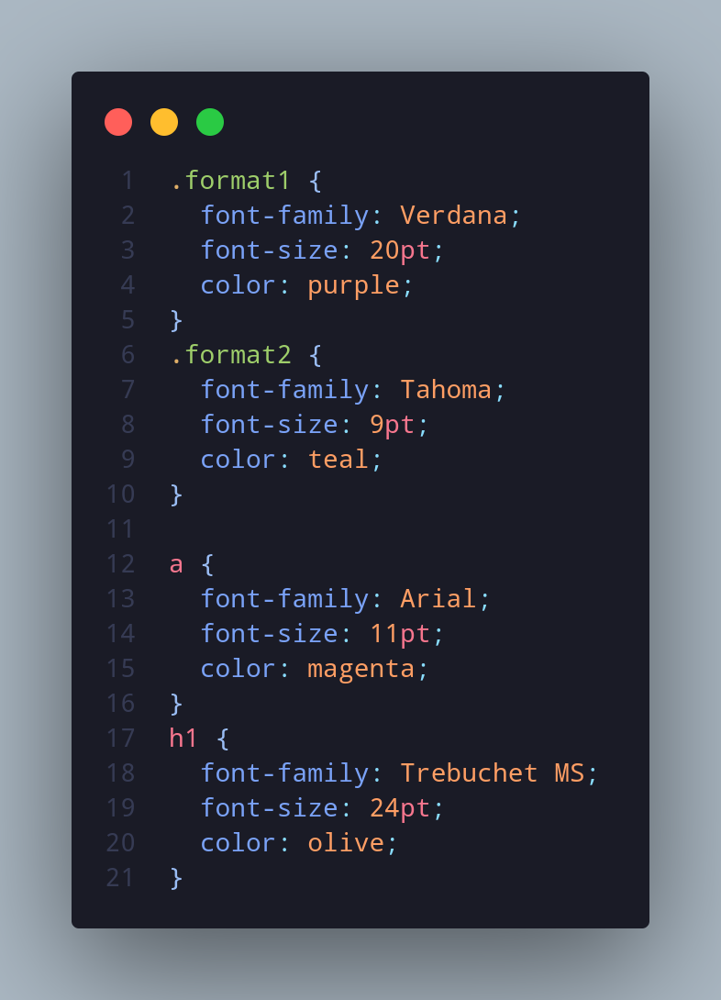 1 .format1 {
2   font-family: Verdana;
3   font-size: 20pt;
4   color: purple;
5 }
6 .format2 {
7   font-family: Tahoma;
8   font-size: 9pt;
9   color: teal;
10 }
11
12 a {
13   font-family: Arial;
14   font-size: 11pt;
15   color: magenta;
16 }
17 h1 {
18   font-family: Trebuchet MS;
19   font-size: 24pt;
20   color: olive;
21 }